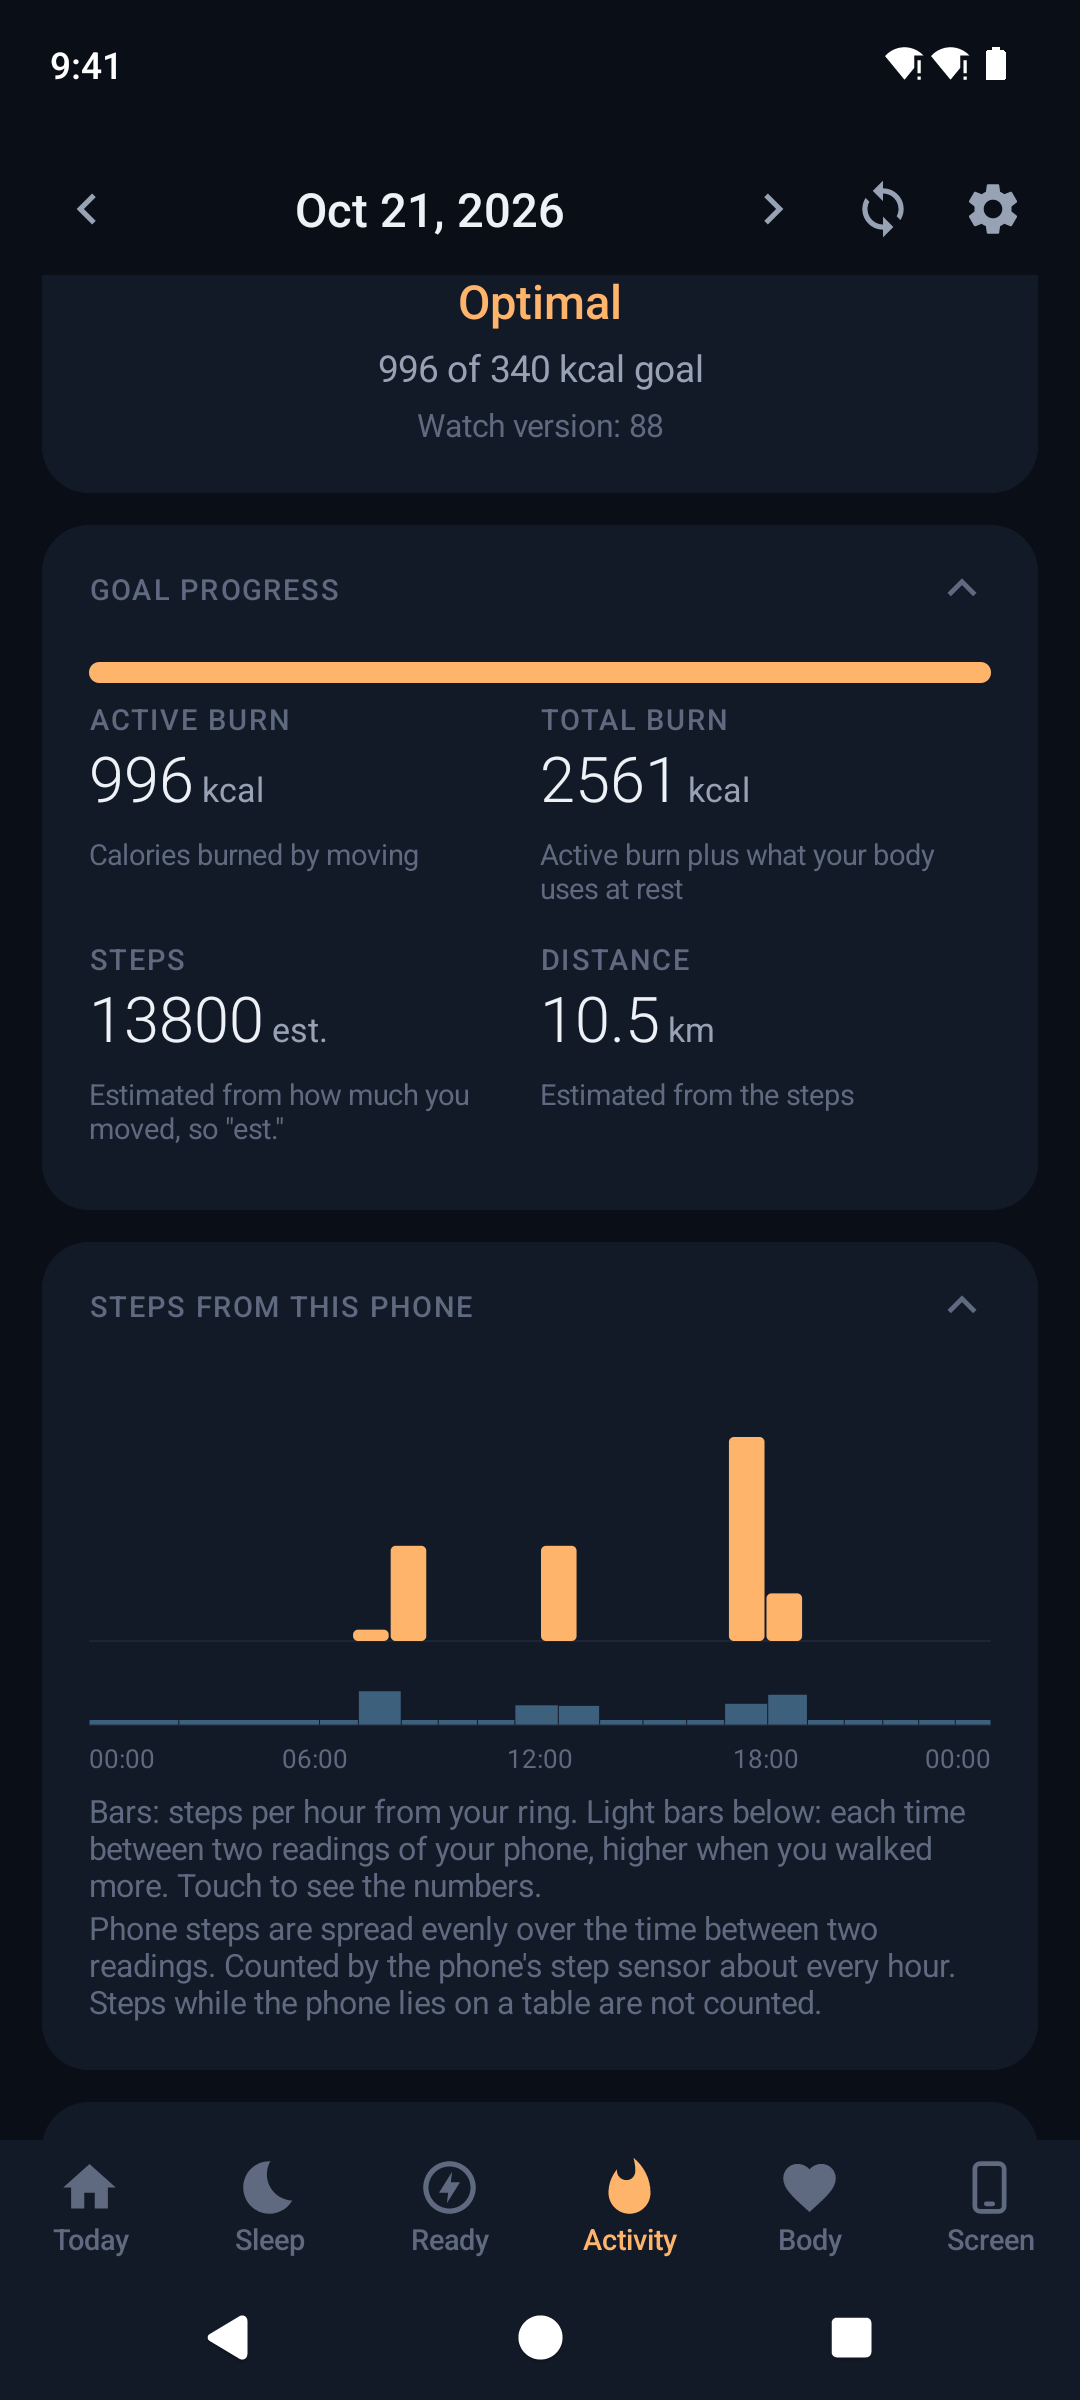 9:41
Oct 21, 2026
Optimal
996 of 340 kcal goal
Watch version: 88
GOAL PROGRESS
ACTIVE BURN
996 kcal
Calories burned by moving
TOTAL BURN
2561 kcal
Active burn plus what your body
uses at rest
STEPS
13800 est.
Estimated from how much you
moved, so "est."
DISTANCE
10.5 km
Estimated from the steps
STEPS FROM THIS PHONE
00:00 06:00 12:00 18:00 00:00
Bars: steps per hour from your ring. Light bars below: each time
between two readings of your phone, higher when you walked
more. Touch to see the numbers.
Phone steps are spread evenly over the time between two
readings. Counted by the phone's step sensor about every hour.
Steps while the phone lies on a table are not counted.
Today Sleep Ready Activity Body Screen